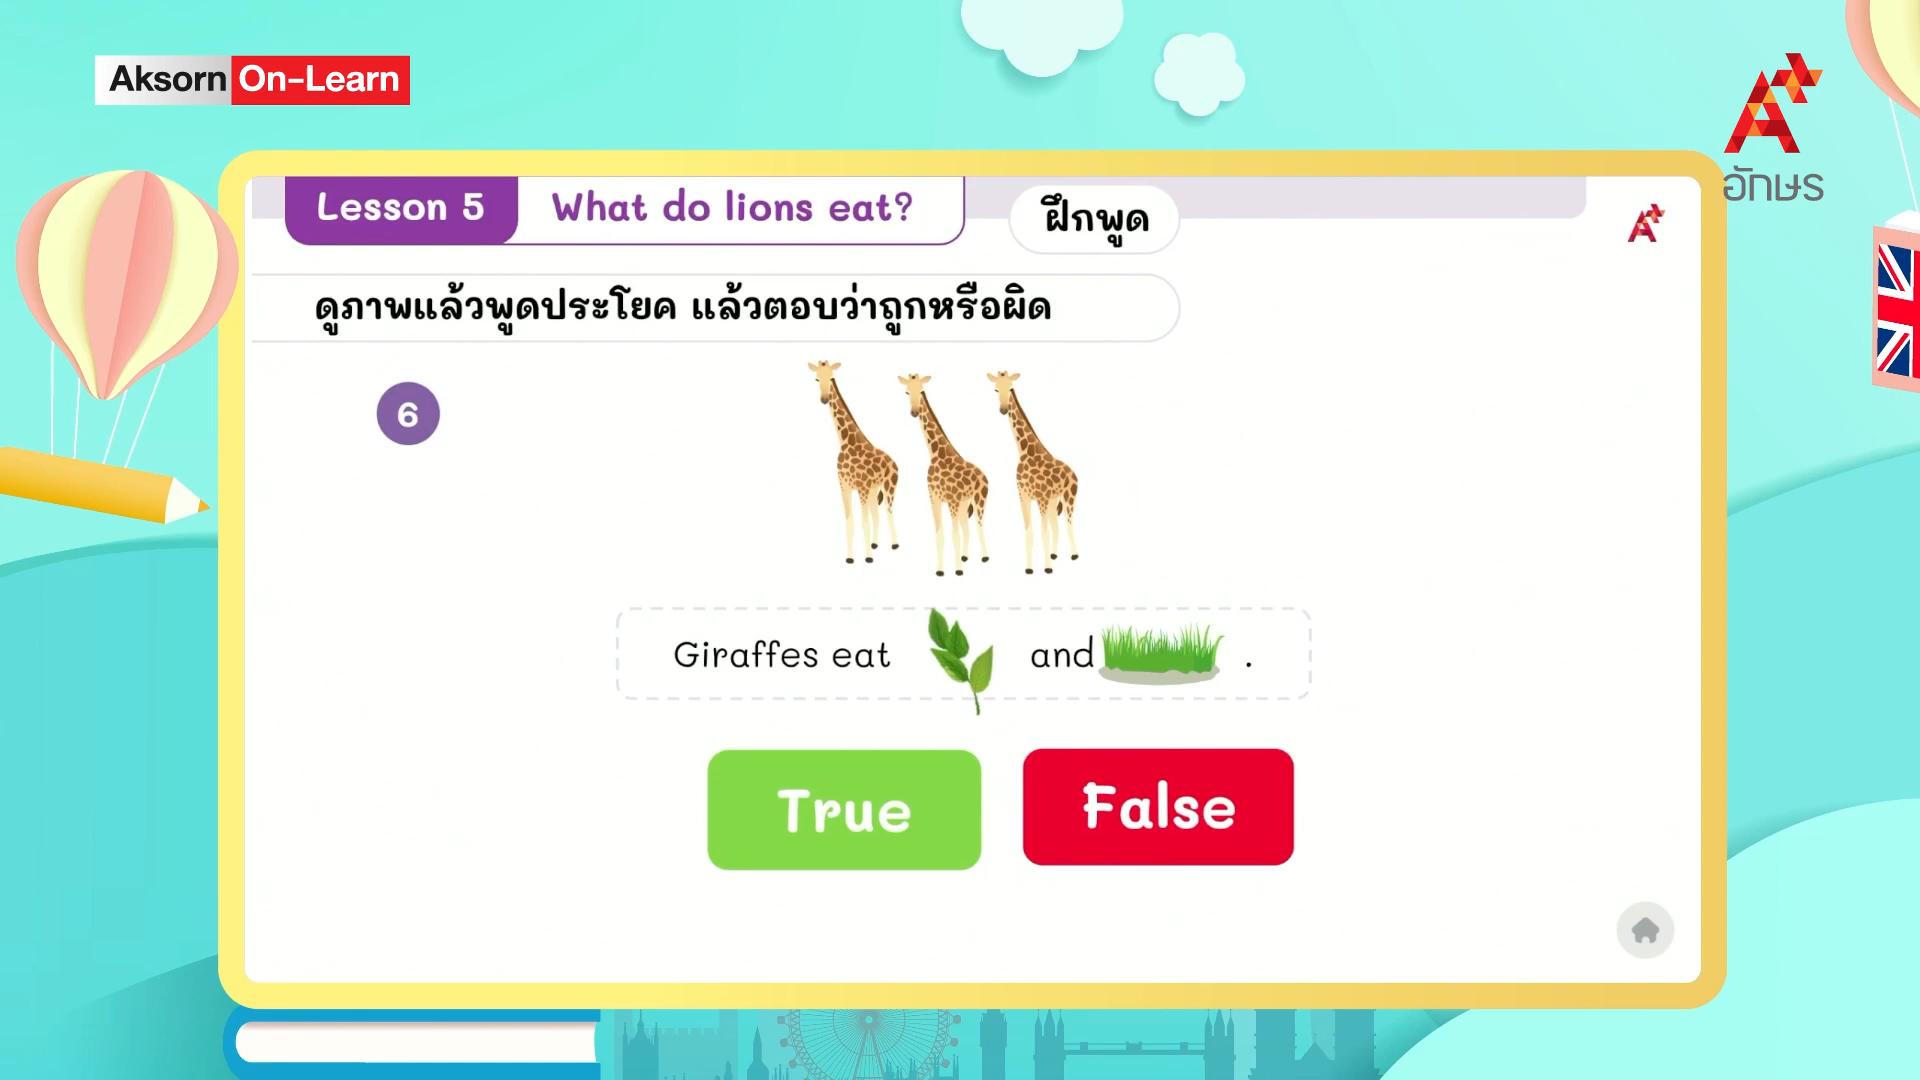 Aksorn On-Learn
อักษร
Lesson 5 What do lions eat? ฝึกพูด
ดูภาพแล้วพูดประโยค แล้วตอบว่าถูกหรือผิด
6
Giraffes eat and .
True False